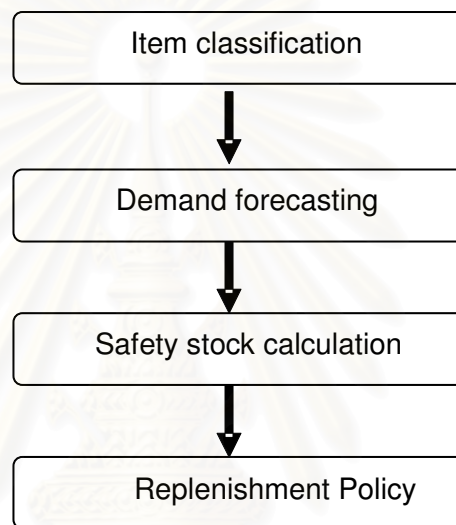 Item classification
Demand forecasting
Safety stock calculation
Replenishment Policy